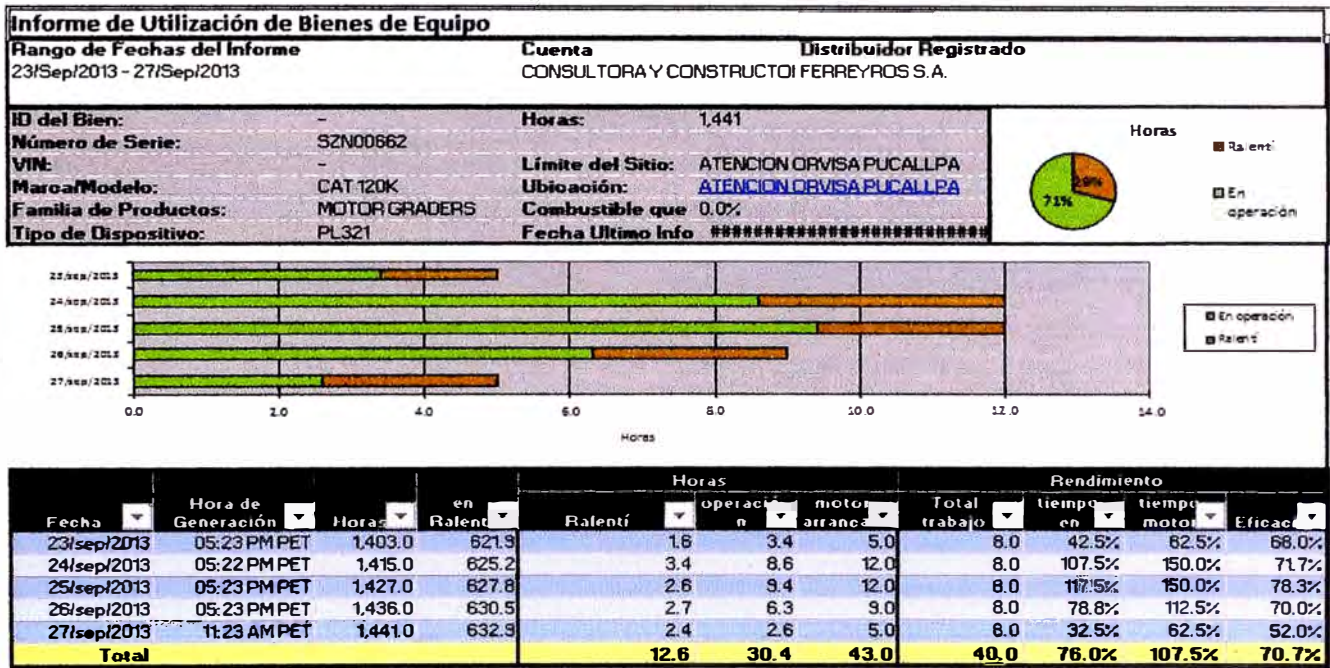 Informe de Utilización de Bienes de Equipo
Rango de Fechas del Informe Cuenta Distribuidor Registrado
23/Sep/2013 - 27/Sep/2013 CONSULTORA Y CONSTRUCTOI FERREYROS S.A.
ID del Bien: - Horas: 1,441
Número de Serie: SZN00662
VIN: - Límite del Sitio: ATENCION ORVISA PUCALLPA
Marca/Modelo: CAT 120K Ubicación: ATENCION ORVISA PUCALLPA
Familia de Productos: MOTOR GRADERS Combustible que 0.0%
Tipo de Dispositivo: PL321 Fecha Ultimo Info ##########################
Horas
Ralentí
En operación
29%
71%
23/sep/2013
24/sep/2013
25/sep/2013
26/sep/2013
27/sep/2013
0.0 2.0 4.0 6.0 8.0 10.0 12.0 14.0
Horas
En operación
Ralentí
Horas Rendimiento
Fecha Hora de Generación Horas en Ralent Ralentí operació n motor arranca Total trabajo tiempo en tiempo motor Eficac
23/sep/2013 05:23 PM PET 1,403.0 621.9 1.6 3.4 5.0 8.0 42.5% 62.5% 68.0%
24/sep/2013 05:22 PM PET 1,415.0 625.2 3.4 8.6 12.0 8.0 107.5% 150.0% 71.7%
25/sep/2013 05:23 PM PET 1,427.0 627.8 2.6 9.4 12.0 8.0 117.5% 150.0% 78.3%
26/sep/2013 05:23 PM PET 1,436.0 630.5 2.7 6.3 9.0 8.0 78.8% 112.5% 70.0%
27/sep/2013 11:23 AM PET 1,441.0 632.9 2.4 2.6 5.0 8.0 32.5% 62.5% 52.0%
Total 12.6 30.4 43.0 40.0 76.0% 107.5% 70.7%